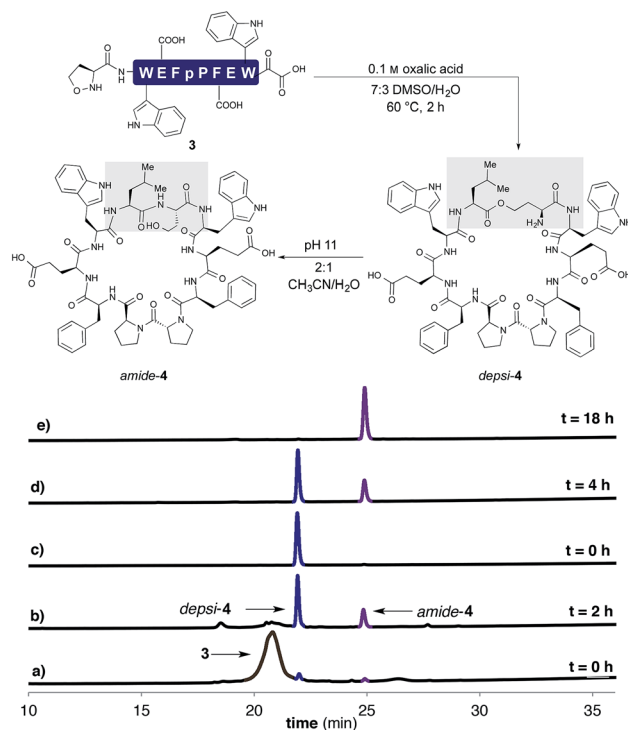 COOH
W E F p P F E W
COOH
3
0.1 M oxalic acid
7:3 DMSO/H2O
60 °C, 2 h
pH 11
2:1
CH3CN/H2O
amide-4
depsi-4
e)
t = 18 h
d)
t = 4 h
c)
t = 0 h
depsi-4
amide-4
b)
t = 2 h
3
a)
t = 0 h
10
15
20
25
30
35
time (min)